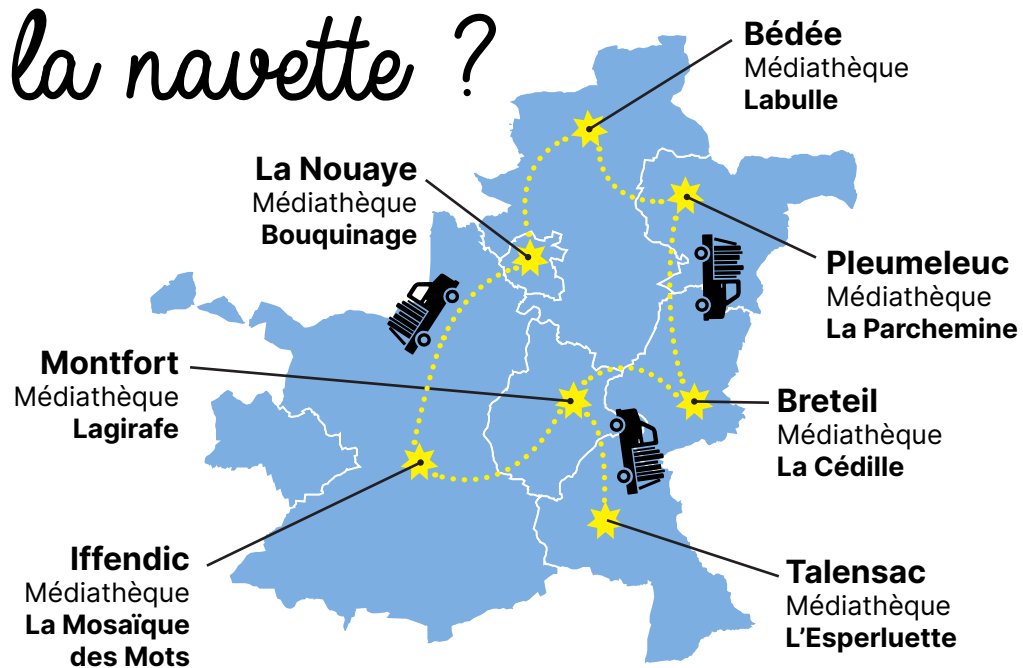 la navette ?
Bédée
Médiathèque
Labulle
La Nouaye
Médiathèque
Bouquinage
Pleumeleuc
Médiathèque
La Parchemine
Montfort
Médiathèque
Lagirafe
Breteil
Médiathèque
La Cédille
Iffendic
Médiathèque
La Mosaïque
des Mots
Talensac
Médiathèque
L’Esperluette